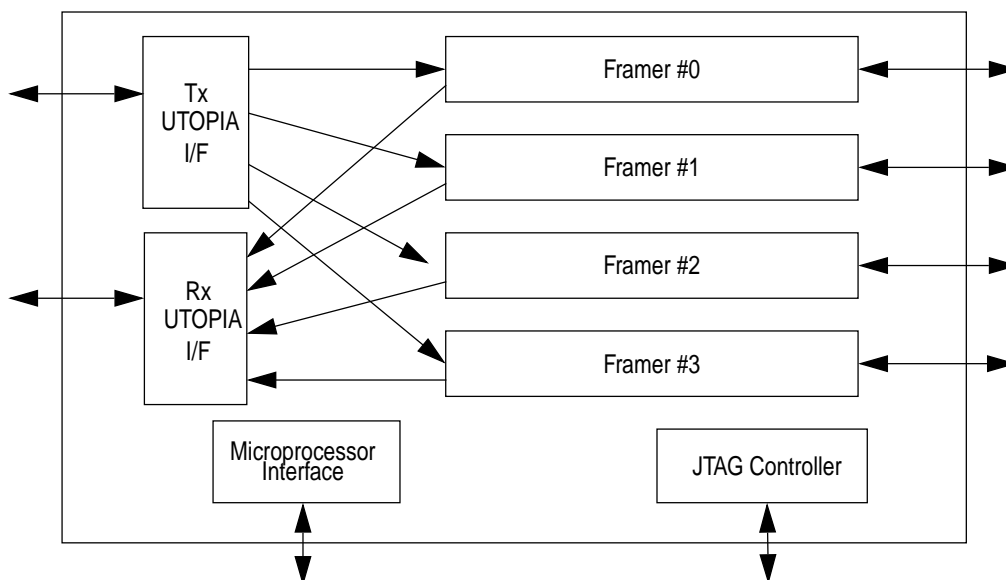 Tx
UTOPIA
I/F
Framer #0
Framer #1
Rx
UTOPIA
I/F
Framer #2
Framer #3
Microprocessor
Interface
JTAG Controller